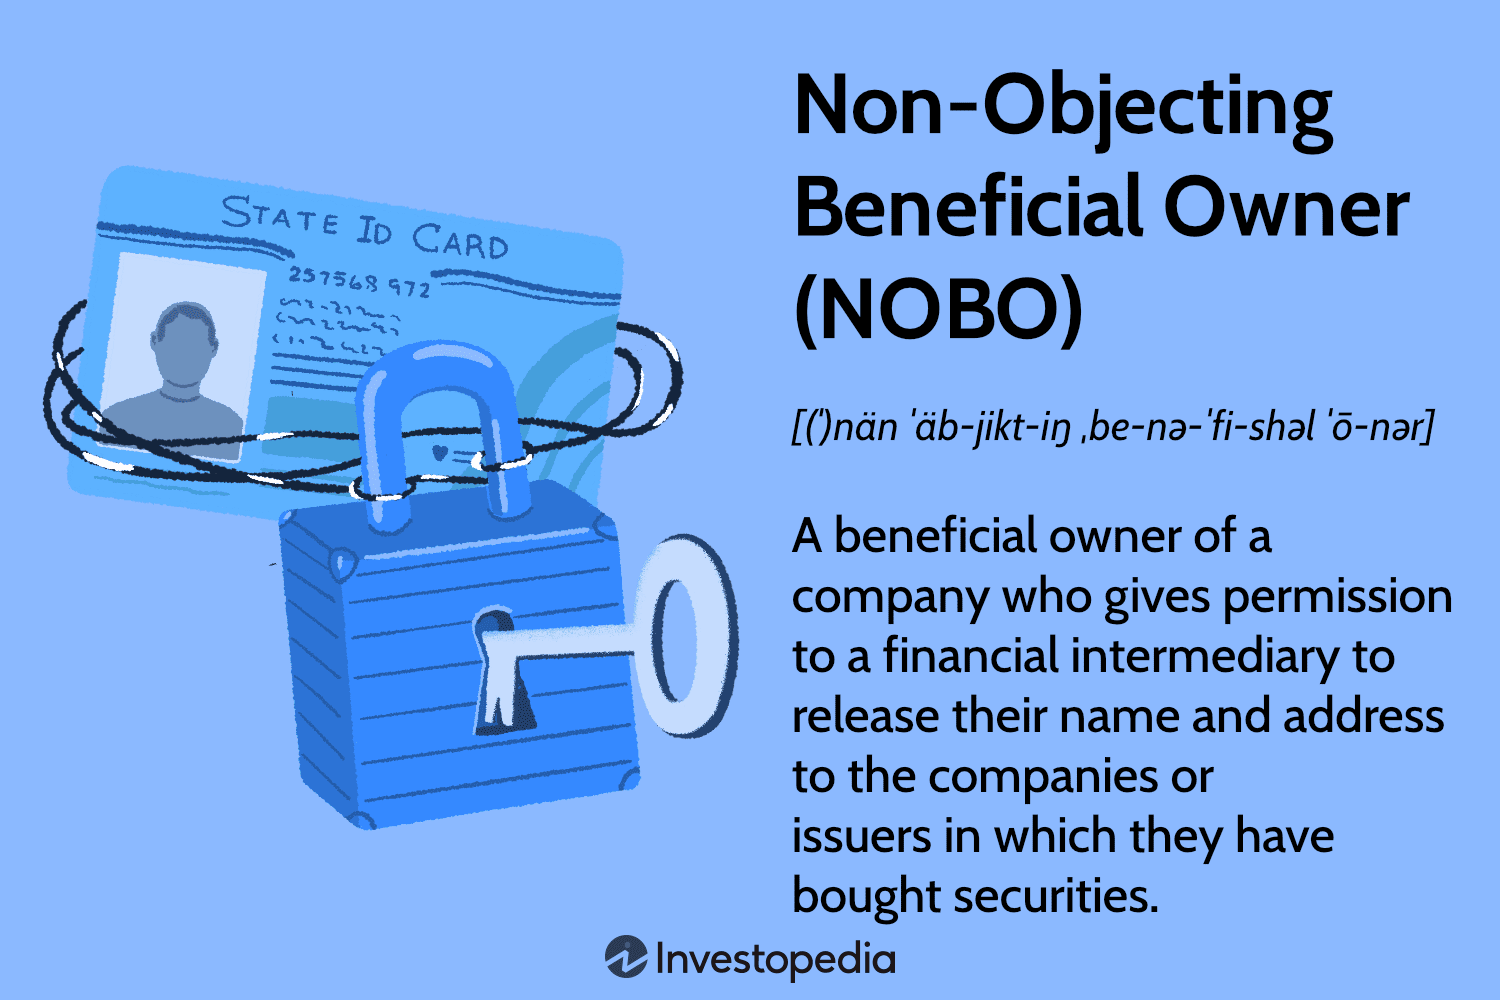 Non-Objecting
Beneficial Owner
(NOBO)
[(ˈ)nän ˈäb-jikt-iŋ ˌbe-nə-ˈfi-shəl ˈō-nər]
A beneficial owner of a
company who gives permission
to a financial intermediary to
release their name and address
to the companies or
issuers in which they have
bought securities.
STATE ID CARD
257568 972
Investopedia